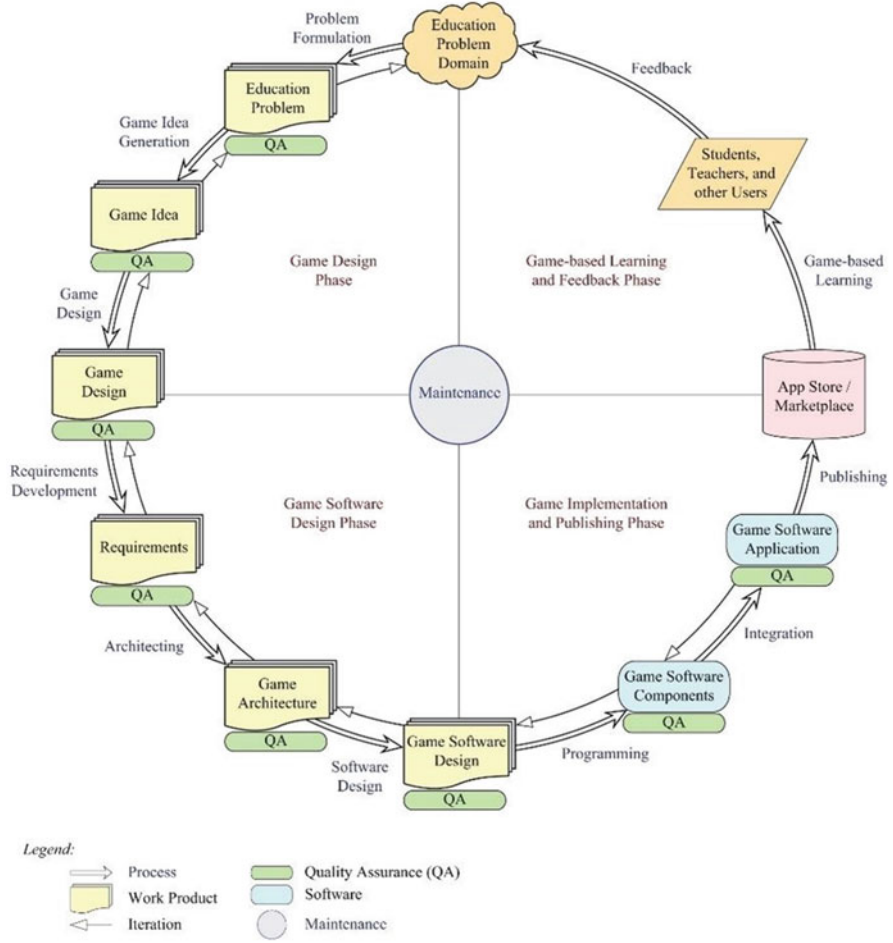 Problem
Formulation
Education
Problem
Domain
Feedback
Education
Problem
QA
Game Idea
Generation
Students,
Teachers, and
other Users
Game Idea
QA
Game Design
Phase
Game-based Learning
and Feedback Phase
Game-based
Learning
Game
Design
Game
Design
QA
Maintenance
App Store /
Marketplace
Requirements
Development
Publishing
Game Software
Design Phase
Game Implementation
and Publishing Phase
Requirements
QA
Game Software
Application
QA
Architecting
Integration
Game
Architecture
QA
Game Software
Components
QA
Software
Design
Game Software
Design
QA
Programming
Legend:
Process
Quality Assurance (QA)
Work Product
Software
Iteration
Maintenance